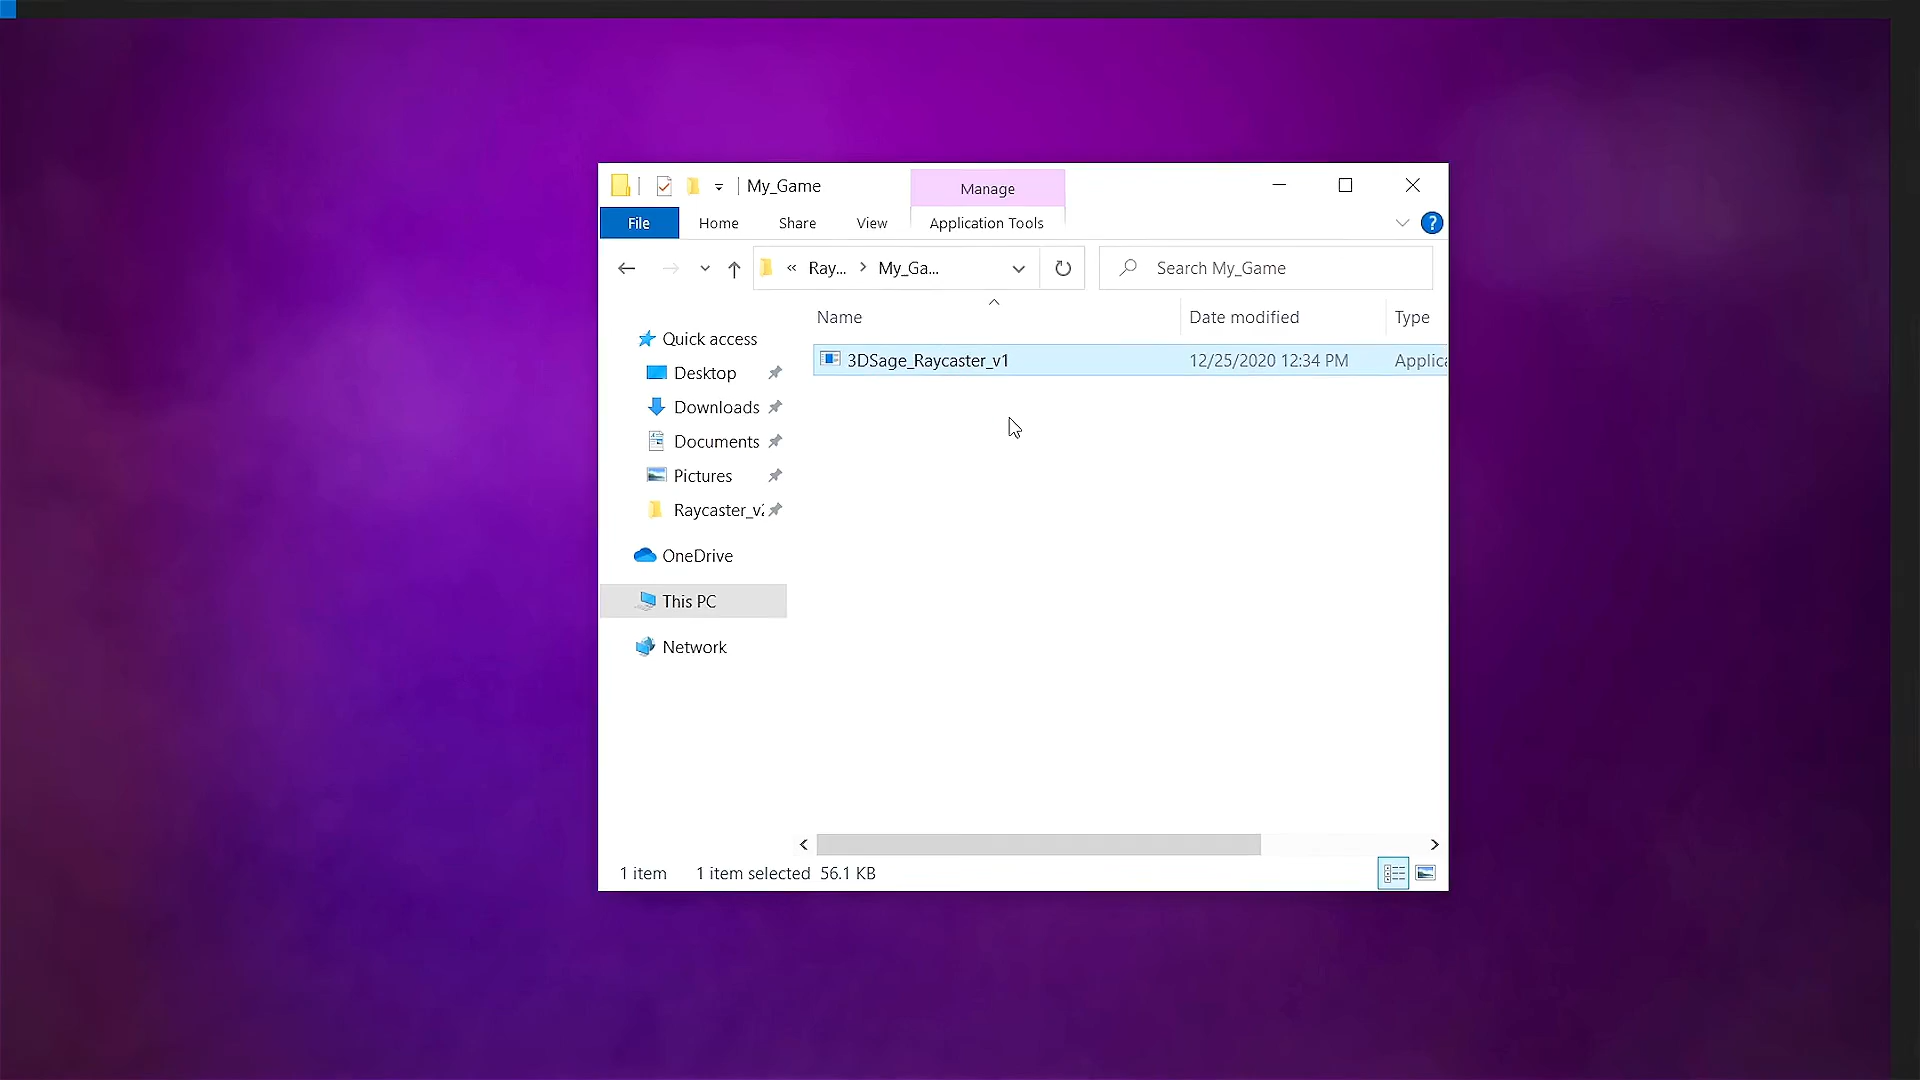 My_Game
Manage
File
Home
Share
View
Application Tools
?
« Ray... > My_Ga...
Search My_Game
Name
Date modified
Type
Quick access
Desktop
Downloads
Documents
Pictures
Raycaster_v2
OneDrive
This PC
Network
3DSage_Raycaster_v1
12/25/2020 12:34 PM
Applica
1 item
1 item selected 56.1 KB